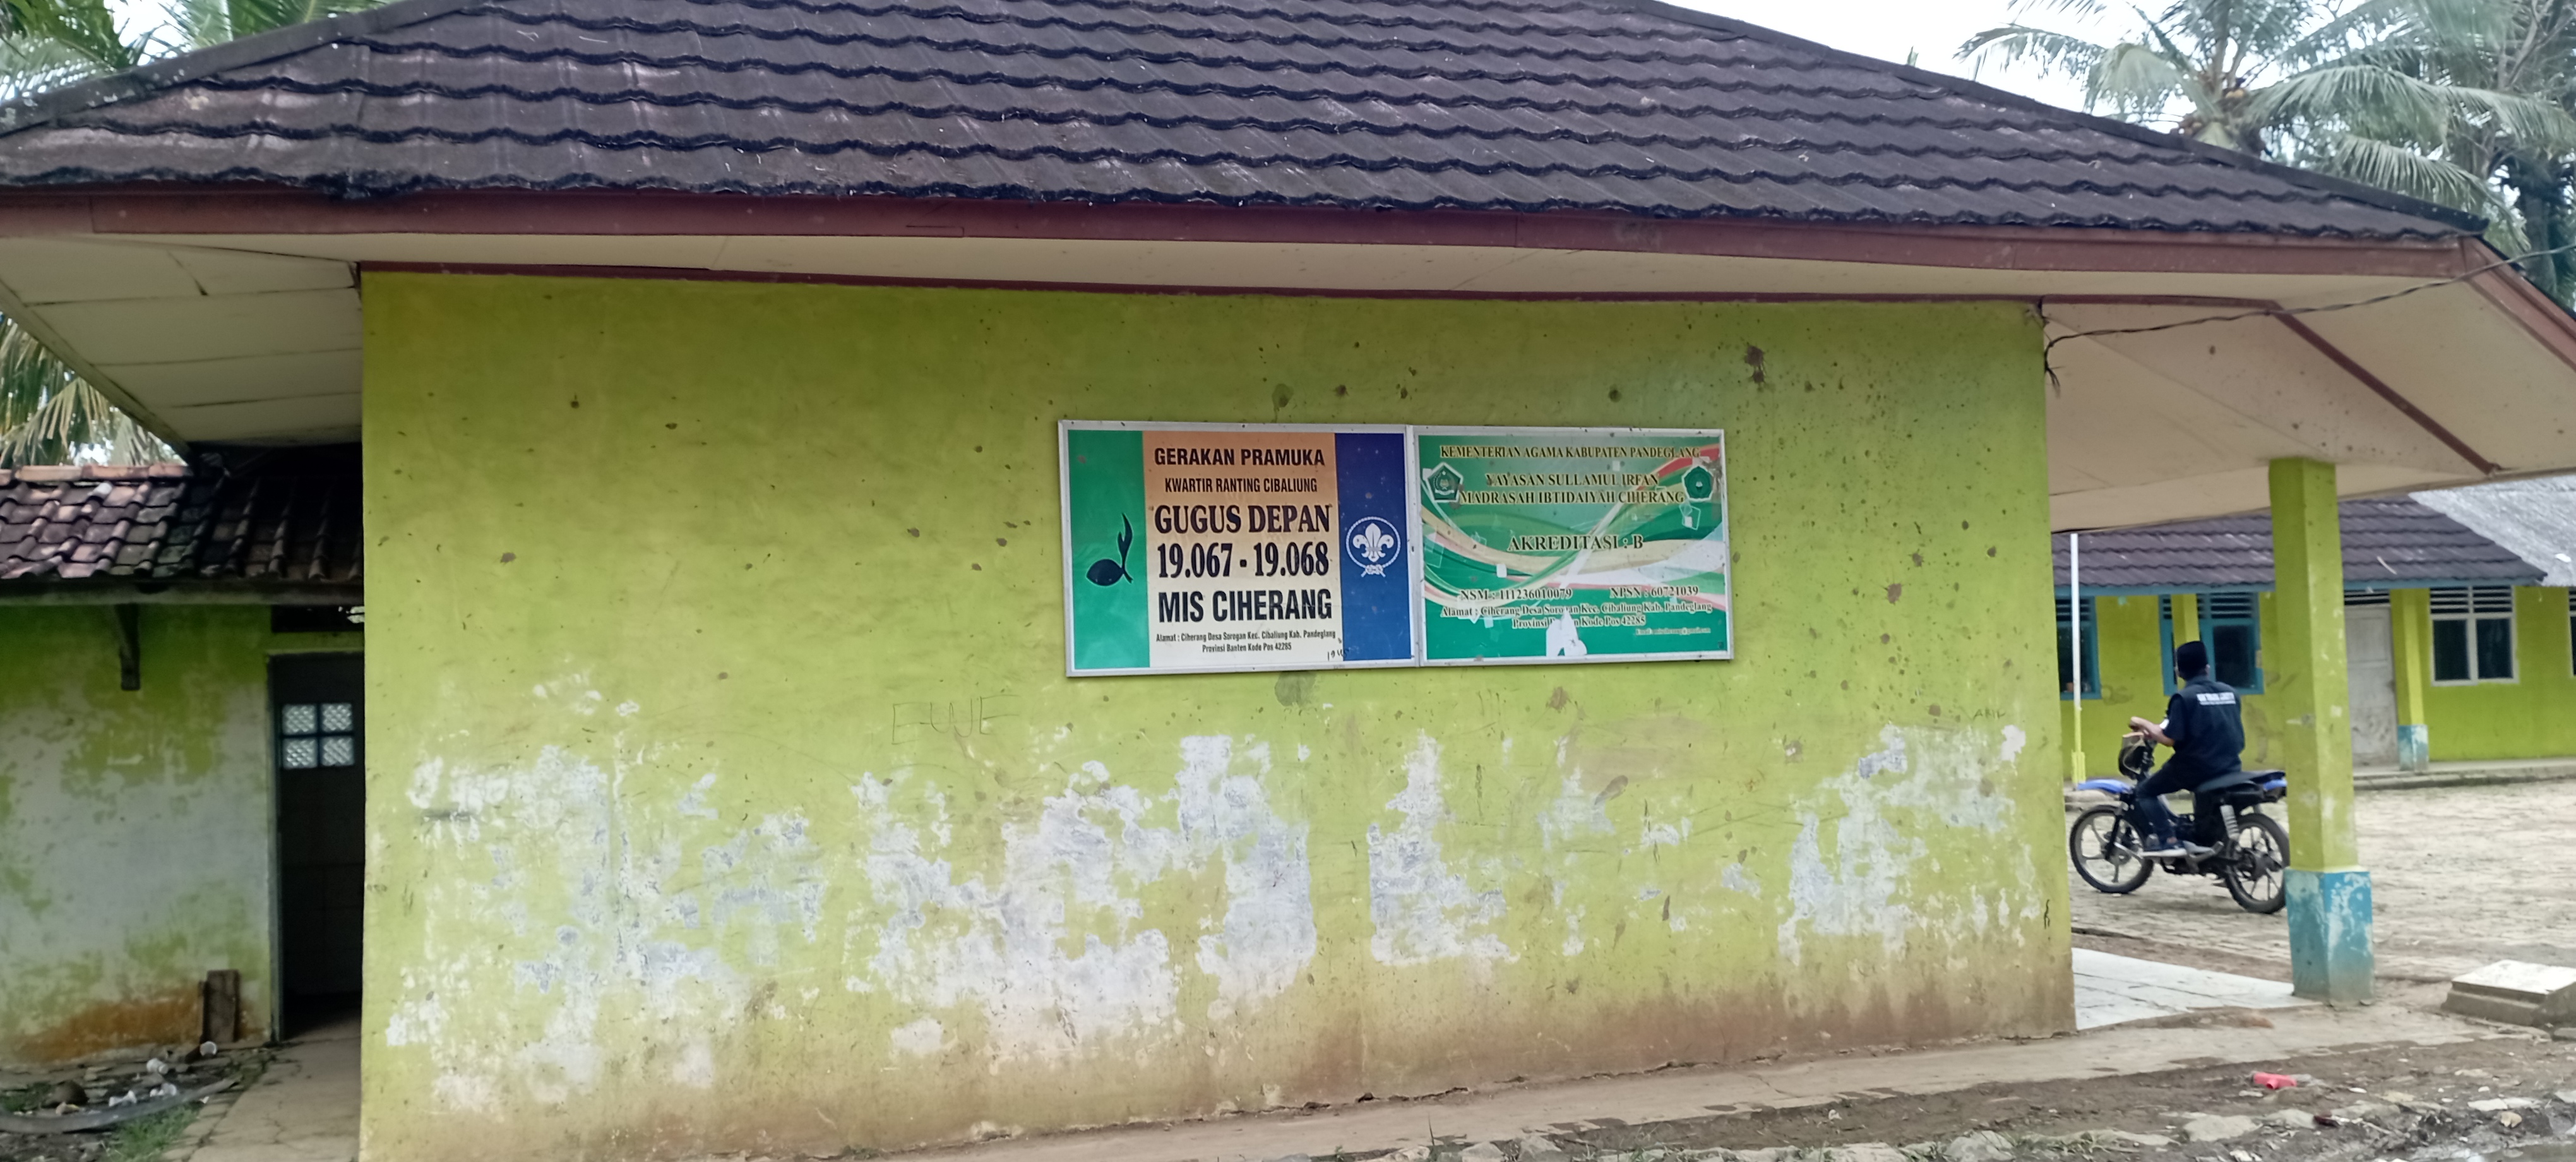 GERAKAN PRAMUKA
KWARTIR RANTING CIBALIUNG
GUGUS DEPAN
19.067 - 19.068
MIS CIHERANG
Alamat : Ciherang Desa Sorogan Kec. Cibaliung Kab. Pandeglang
Provinsi Banten Kode Pos 42285
KEMENTERIAN AGAMA KABUPATEN PANDEGLANG
YAYASAN SULLAMUL IRFAN
MADRASAH IBTIDAIYAH CIHERANG
AKREDITASI : B
NSM : 111236010079 NPSN : 60721039
Alamat : Ciherang Desa Sorogan Kec. Cibaliung Kab. Pandeglang
Provinsi Kode Pos 42285